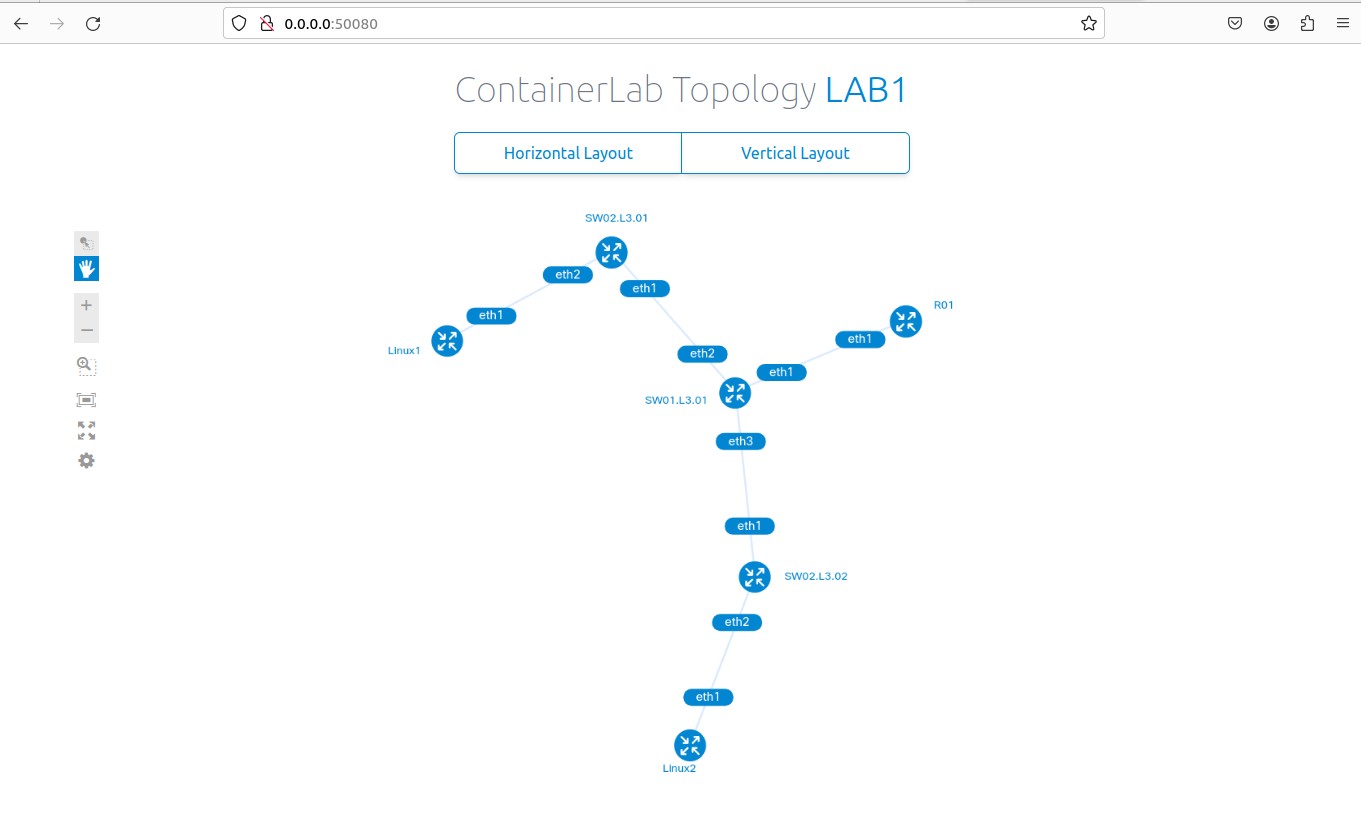 0.0.0.0:50080
ContainerLab Topology LAB1
Horizontal Layout
Vertical Layout
SW02.L3.01
eth2
eth1
eth1
Linux1
R01
eth1
eth2
eth1
SW01.L3.01
eth3
eth1
SW02.L3.02
eth2
eth1
Linux2